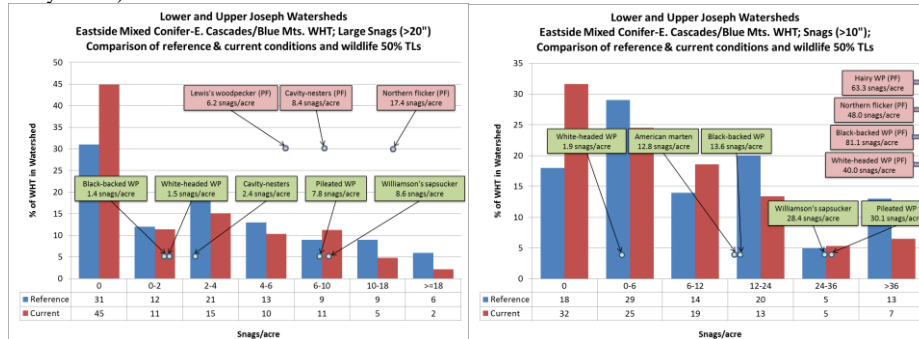 Lower and Upper Joseph Watersheds
Eastside Mixed Conifer-E. Cascades/Blue Mts. WHT; Large Snags (>20")
Comparison of reference & current conditions and wildlife 50% TLs
% of WHT in Watershed
50
45
40
35
30
25
20
15
10
5
0
Lewis's woodpecker (PF)
6.2 snags/acre
Cavity-nesters (PF)
8.4 snags/acre
Northern flicker (PF)
17.4 snags/acre
Black-backed WP
1.4 snags/acre
White-headed WP
1.5 snags/acre
Cavity-nesters
2.4 snags/acre
Pileated WP
7.8 snags/acre
Williamson's sapsucker
8.6 snags/acre
0 0-2 2-4 4-6 6-10 10-18 >=18
Reference 31 12 21 13 9 9 6
Current 45 11 15 10 11 5 2
Snags/acre
Lower and Upper Joseph Watersheds
Eastside Mixed Conifer-E. Cascades/Blue Mts. WHT; Snags (>10");
Comparison of reference & current conditions and wildlife 50% TLs
% of WHT in Watershed
35
30
25
20
15
10
5
0
Hairy WP (PF)
63.3 snags/acre
Northern flicker (PF)
48.0 snags/acre
Black-backed WP (PF)
81.1 snags/acre
White-headed WP (PF)
40.0 snags/acre
White-headed WP
1.9 snags/acre
American marten
12.8 snags/acre
Black-backed WP
13.6 snags/acre
Williamson's sapsucker
28.4 snags/acre
Pileated WP
30.1 snags/acre
0 0-6 6-12 12-24 24-36 >36
Reference 18 29 14 20 5 13
Current 32 25 19 13 5 7
Snags/acre